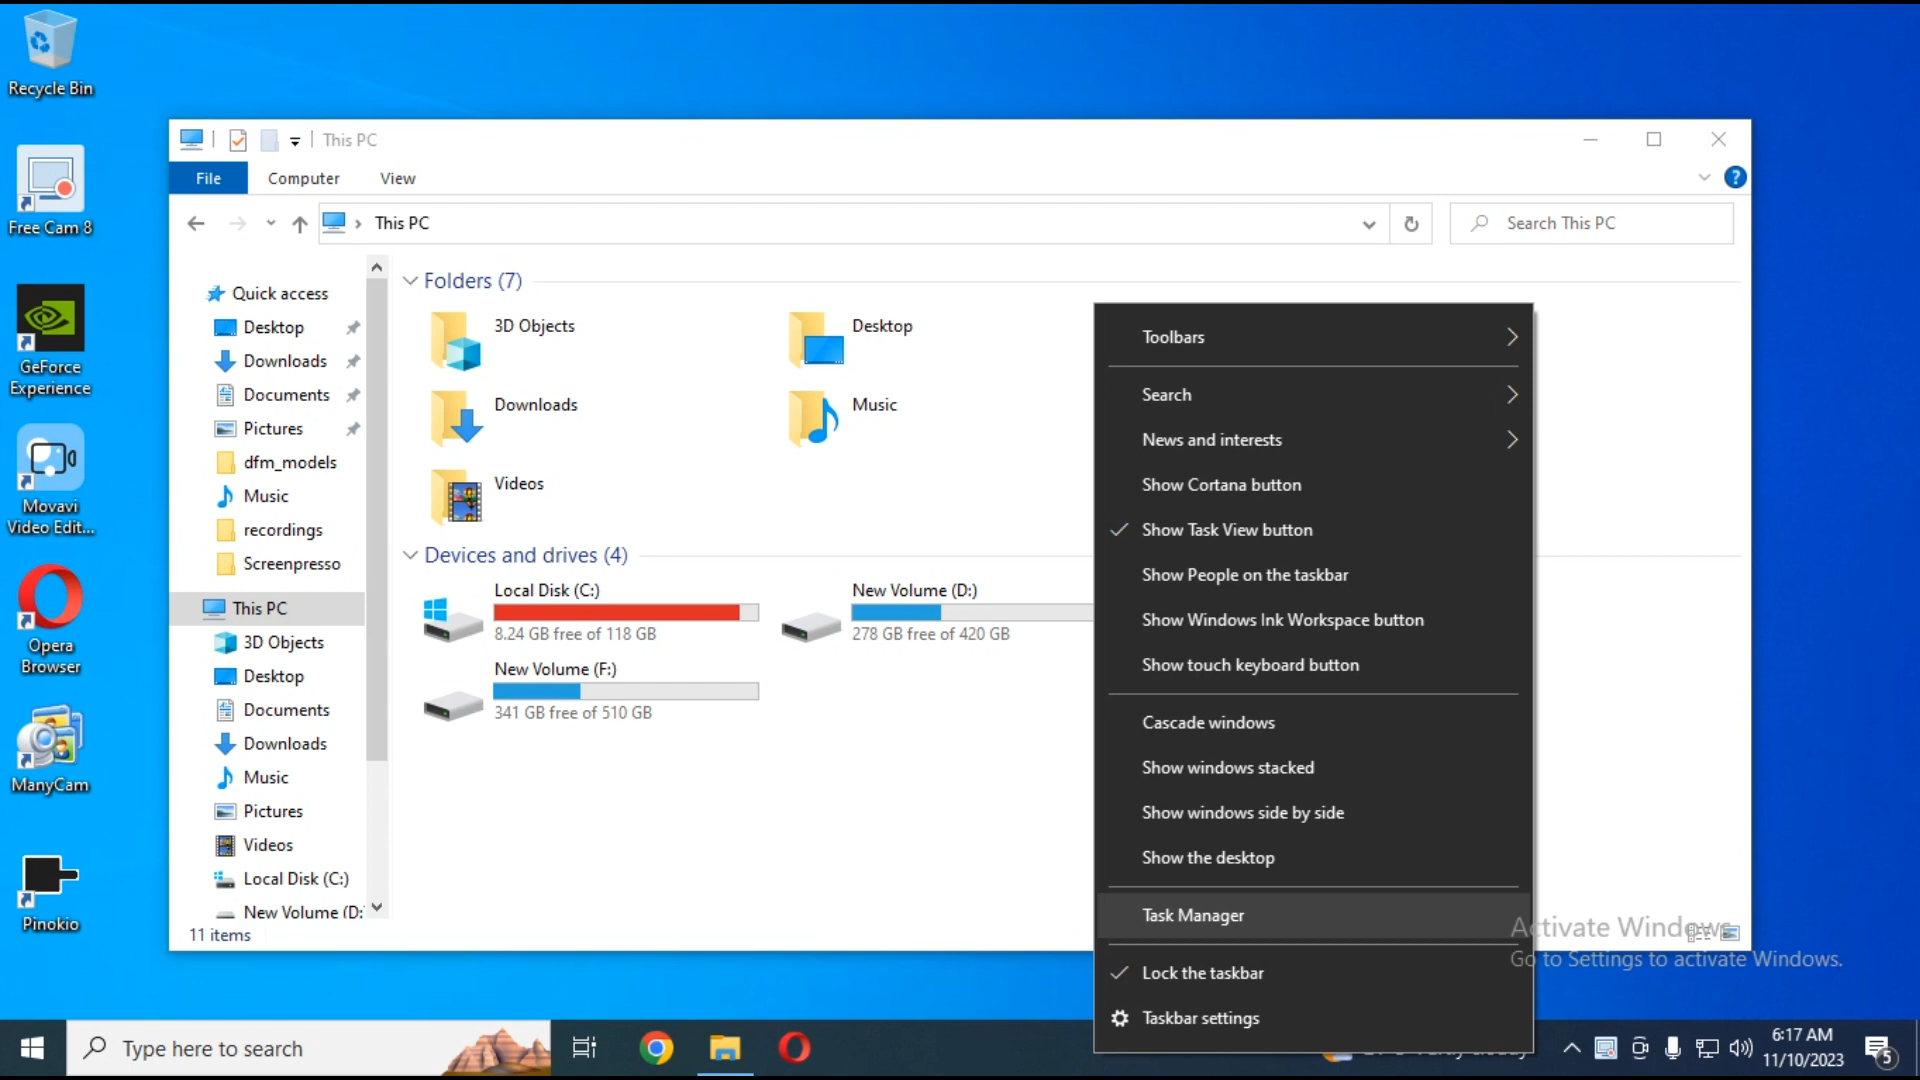 Recycle Bin
Free Cam 8
GeForce
Experience
Movavi
Video Edit...
Opera
Browser
ManyCam
Pinokio
This PC
File
Computer
View
This PC
Search This PC
Quick access
Desktop
Downloads
Documents
Pictures
dfm_models
Music
recordings
Screenpresso
This PC
3D Objects
Desktop
Documents
Downloads
Music
Pictures
Videos
Local Disk (C:)
New Volume (D:
11 items
Folders (7)
3D Objects
Desktop
Downloads
Music
Videos
Devices and drives (4)
Local Disk (C:)
8.24 GB free of 118 GB
New Volume (D:)
278 GB free of 420 GB
New Volume (F:)
341 GB free of 510 GB
Toolbars
Search
News and interests
Show Cortana button
Show Task View button
Show People on the taskbar
Show Windows Ink Workspace button
Show touch keyboard button
Cascade windows
Show windows stacked
Show windows side by side
Show the desktop
Task Manager
Lock the taskbar
Taskbar settings
Activate Windows
Go to Settings to activate Windows.
Type here to search
6:17 AM
11/10/2023
5